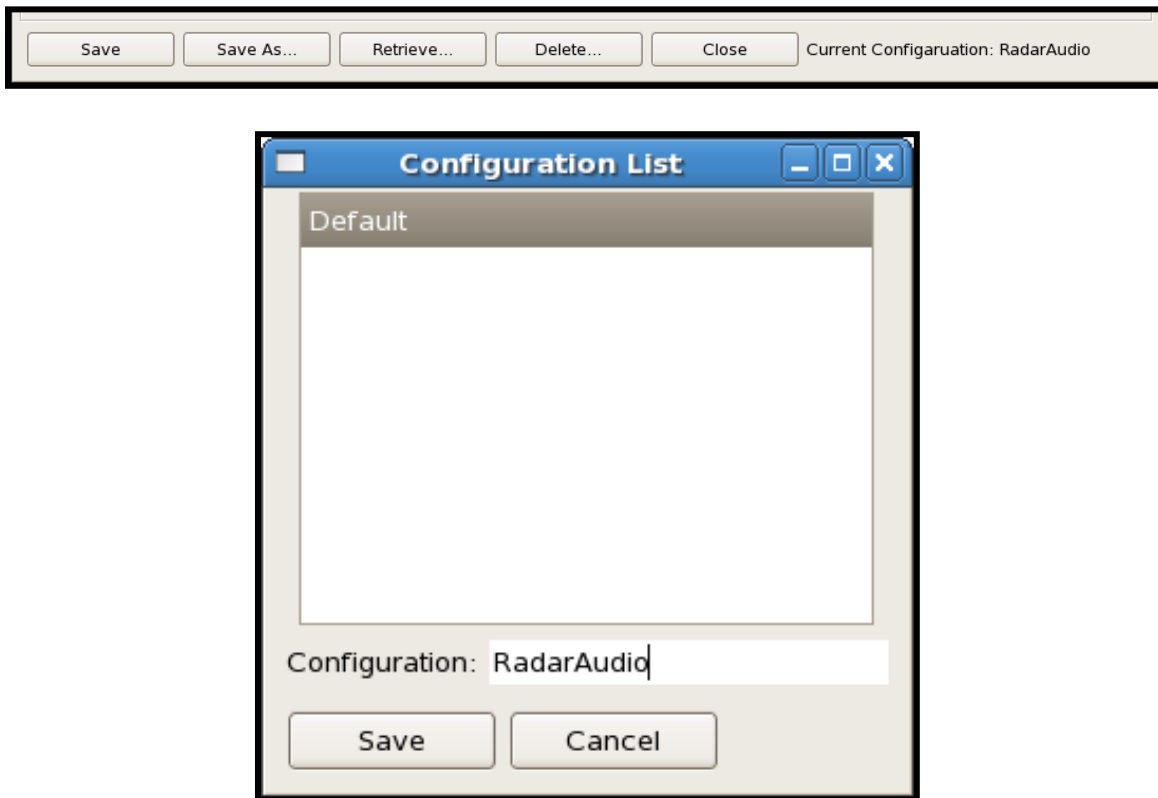 Save Save As... Retrieve... Delete... Close Current Configaruation: RadarAudio
Configuration List
Default
Configuration: RadarAudio
Save Cancel